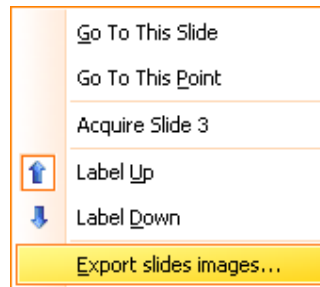 Go To This Slide
Go To This Point
Acquire Slide 3
Label Up
Label Down
Export slides images...